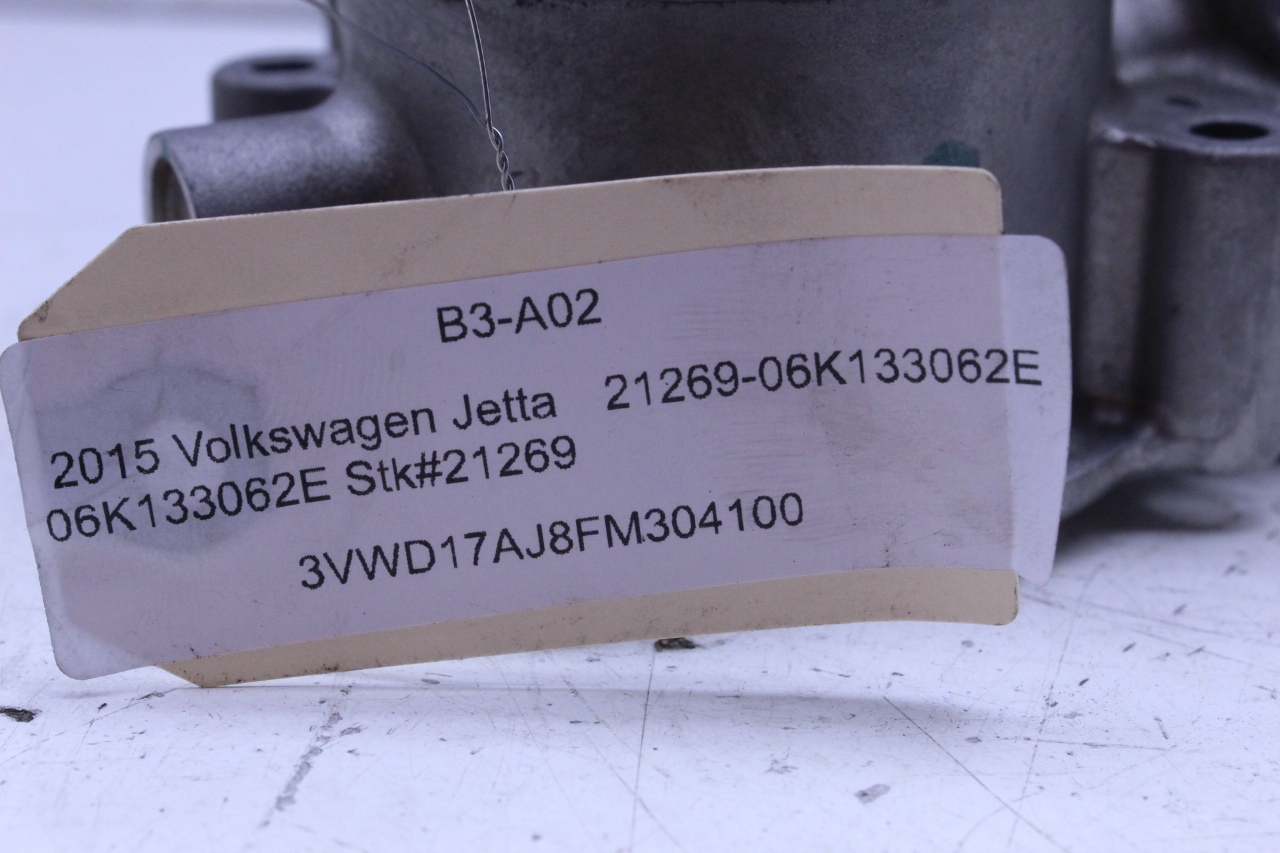 B3-A02
2015 Volkswagen Jetta 21269-06K133062E
06K133062E Stk#21269
3VWD17AJ8FM304100